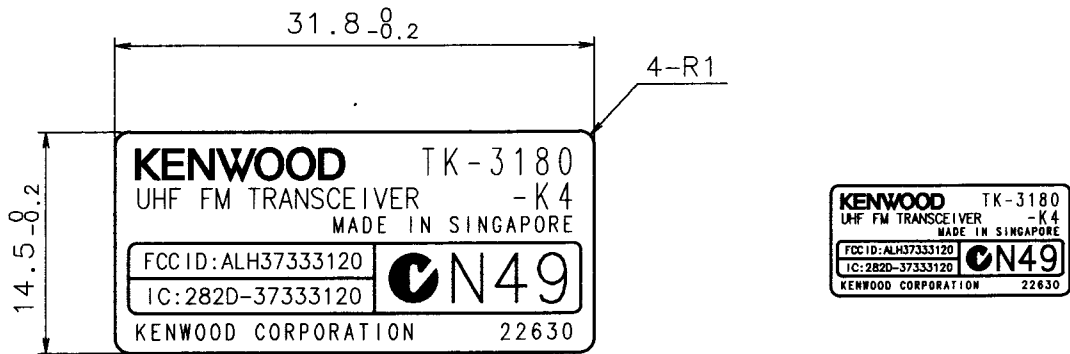 31.8 0 -0.2
4-R1
14.5 0 -0.2
KENWOOD TK-3180
UHF FM TRANSCEIVER -K4
MADE IN SINGAPORE
FCC ID:ALH37333120
IC:282D-37333120
N49
KENWOOD CORPORATION 22630
KENWOOD TK-3180
UHF FM TRANSCEIVER -K4
MADE IN SINGAPORE
FCC ID:ALH37333120
IC:282D-37333120
N49
KENWOOD CORPORATION 22630